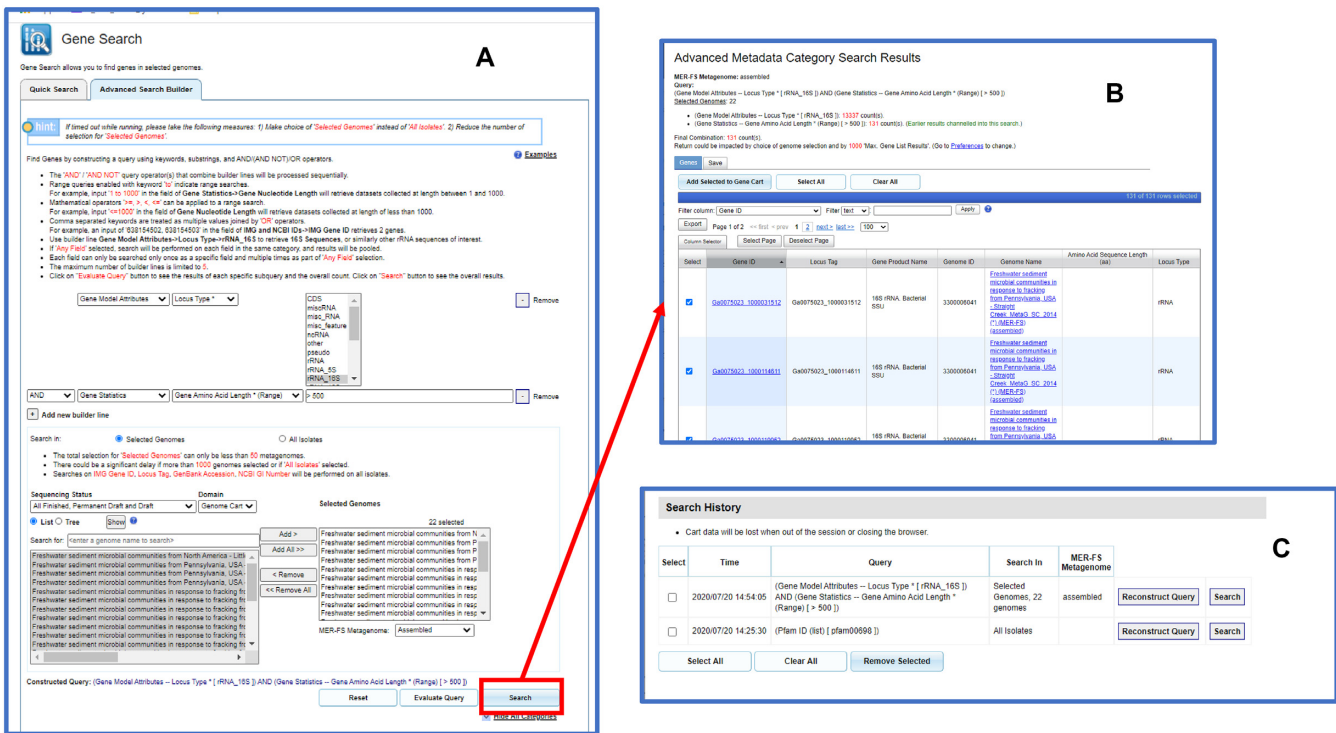 Gene Search
A
Gene Search allows you to find genes in selected genomes.
Quick Search
Advanced Search Builder
hint:
If timed out while running, please take the following measures: 1) Make choice of 'Selected Genomes' instead of 'All Isolates'. 2) Reduce the number of
selection for 'Selected Genomes'.
Find Genes by constructing a query using keywords, substrings, and AND/(AND NOT)/OR operators.
Examples
The 'AND' / 'AND NOT' query operator(s) that combine builder lines will be processed sequentially.
Range queries enabled with keyword 'to' indicate range searches.
For example, input '1 to 1000' in the field of Gene Statistics->Gene Nucleotide Length will retrieve datasets collected at length between 1 and 1000.
Mathematical operators '>=, >, <, <=' can be applied to a range search.
For example, input '<=1000' in the field of Gene Nucleotide Length will retrieve datasets collected at length of less than 1000.
Comma separated keywords are treated as multiple values joined by 'OR' operators.
For example, an input of '638154502, 638154503' in the field of IMG and NCBI IDs->IMG Gene ID retrieves 2 genes.
Use builder line Gene Model Attributes->Locus Type->rRNA_16S to retrieve 16S Sequences, or similarly other rRNA sequences of interest.
If 'Any Field' selected, search will be performed on each field in the same category, and results will be pooled.
Each field can only be searched only once as a specific field and multiple times as part of 'Any Field' selection.
The maximum number of builder lines is limited to 5.
Click on "Evaluate Query" button to see the results of each specific subquery and the overall count. Click on "Search" button to see the overall results.
Gene Model Attributes
Locus Type *
CDS
miscRNA
misc_RNA
misc_feature
ncRNA
other
pseudo
rRNA
rRNA_5S
rRNA_16S
- Remove
AND
Gene Statistics
Gene Amino Acid Length * (Range)
> 500
- Remove
+ Add new builder line
Search in:
Selected Genomes
All Isolates
The total selection for 'Selected Genomes' can only be less than 50 metagenomes.
There could be a significant delay if more than 1000 genomes selected or if 'All Isolates' selected.
Searches on IMG Gene ID, Locus Tag, GenBank Accession, NCBI GI Number will be performed on all isolates.
Sequencing Status
Domain
All Finished, Permanent Draft and Draft
Genome Cart
Selected Genomes
List
Tree
Show
22 selected
Search for:
<enter a genome name to search>
Freshwater sediment microbial communities from North America - Little
Freshwater sediment microbial communities from Pennsylvania, USA -
Freshwater sediment microbial communities from Pennsylvania, USA -
Freshwater sediment microbial communities from Pennsylvania, USA -
Freshwater sediment microbial communities in response to fracking fro
Freshwater sediment microbial communities in response to fracking fro
Freshwater sediment microbial communities in response to fracking fro
Freshwater sediment microbial communities in response to fracking fro
Freshwater sediment microbial communities in response to fracking fro
Freshwater sediment microbial communities in response to fracking fro
Freshwater sediment microbial communities in response to fracking fro
Add >
Add All >>
< Remove
<< Remove All
Freshwater sediment microbial communities from N
Freshwater sediment microbial communities from P
Freshwater sediment microbial communities from P
Freshwater sediment microbial communities from P
Freshwater sediment microbial communities in resp
Freshwater sediment microbial communities in resp
Freshwater sediment microbial communities in resp
Freshwater sediment microbial communities in resp
Freshwater sediment microbial communities in resp
Freshwater sediment microbial communities in resp
MER-FS Metagenome:
Assembled
Constructed Query: (Gene Model Attributes -- Locus Type * [ rRNA_16S ]) AND (Gene Statistics -- Gene Amino Acid Length * (Range) [ > 500 ])
Reset
Evaluate Query
Search
Hide All Categories
Advanced Metadata Category Search Results
B
MER-FS Metagenome: assembled
Query:
(Gene Model Attributes -- Locus Type * [ rRNA_16S ]) AND (Gene Statistics -- Gene Amino Acid Length * (Range) [ > 500 ])
Selected Genomes: 22
(Gene Model Attributes -- Locus Type * [ rRNA_16S ]): 13337 count(s).
(Gene Statistics -- Gene Amino Acid Length * (Range) [ > 500 ]): 131 count(s). (Earlier results channelled into this search.)
Final Combination: 131 count(s).
Return could be impacted by choice of genome selection and by 1000 'Max. Gene List Results'. (Go to Preferences to change.)
Genes
Save
Add Selected to Gene Cart
Select All
Clear All
131 of 131 rows selected
Filter column: Gene ID
Filter text
Apply
Export
Page 1 of 2 << first < prev 1 2 next > last >> 100
Column Selector
Select Page
Deselect Page
Select
Gene ID
Locus Tag
Gene Product Name
Genome ID
Genome Name
Amino Acid Sequence Length
(aa)
Locus Type
Ga0075023_1000031512
Ga0075023_1000031512
16S rRNA. Bacterial
SSU
3300006041
Freshwater sediment
microbial communities in
response to fracking
from Pennsylvania, USA
- Straight
Creek_MetaG_SC_2014
(*) (MER-FS)
(assembled)
rRNA
Ga0075023_1000114611
Ga0075023_1000114611
16S rRNA. Bacterial
SSU
3300006041
Freshwater sediment
microbial communities in
response to fracking
from Pennsylvania, USA
- Straight
Creek_MetaG_SC_2014
(*) (MER-FS)
(assembled)
rRNA
16S rRNA. Bacterial
3300006041
Freshwater sediment
microbial communities in
response to fracking
from Pennsylvania, USA
rRNA
Search History
C
Cart data will be lost when out of the session or closing the browser.
Select
Time
Query
Search In
MER-FS
Metagenome
2020/07/20 14:54:05
(Gene Model Attributes -- Locus Type * [ rRNA_16S ])
AND (Gene Statistics -- Gene Amino Acid Length *
(Range) [ > 500 ])
Selected
Genomes, 22
genomes
assembled
Reconstruct Query
Search
2020/07/20 14:25:30
(Pfam ID (list) [ pfam00698 ])
All Isolates
Reconstruct Query
Search
Select All
Clear All
Remove Selected